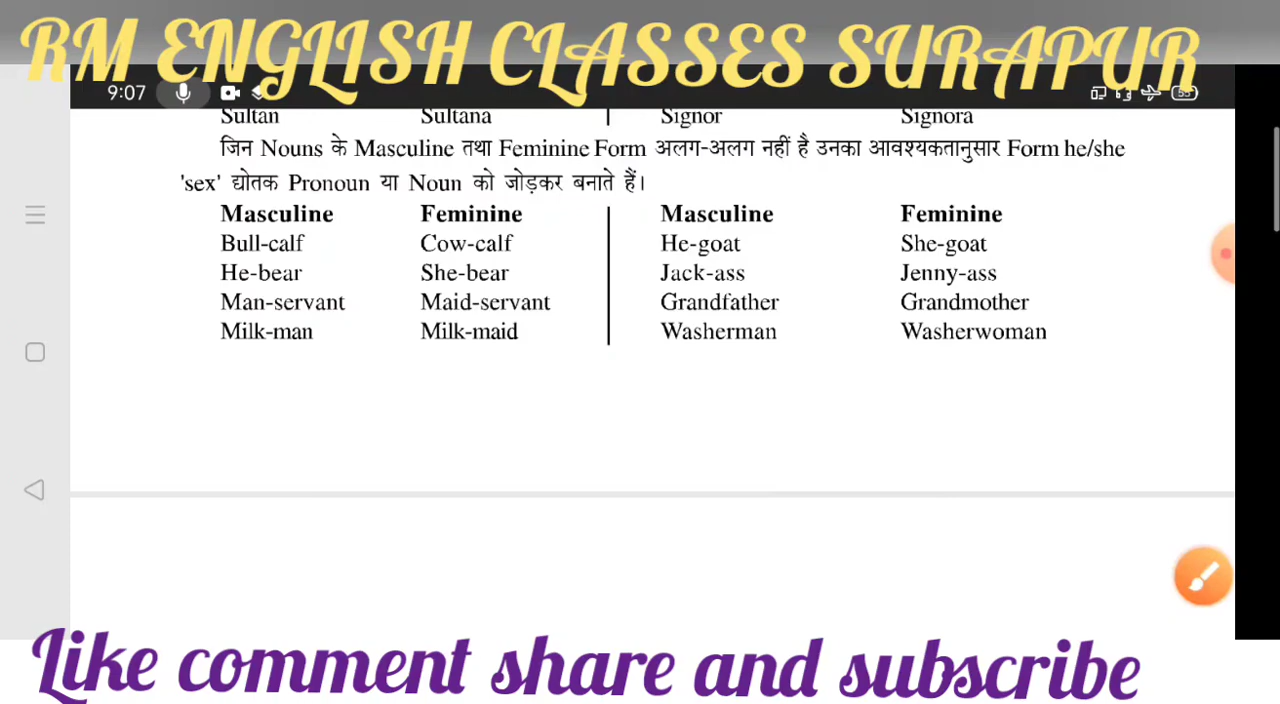 RM ENGLISH CLASSES SURAPUR
9:07
55
Sultan Sultana Signor Signora
जिन Nouns के Masculine तथा Feminine Form अलग-अलग नहीं है उनका आवश्यकतानुसार Form he/she
'sex' द्योतक Pronoun या Noun को जोड़कर बनाते हैं।
Masculine Feminine Masculine Feminine
Bull-calf Cow-calf He-goat She-goat
He-bear She-bear Jack-ass Jenny-ass
Man-servant Maid-servant Grandfather Grandmother
Milk-man Milk-maid Washerman Washerwoman
Like comment share and subscribe